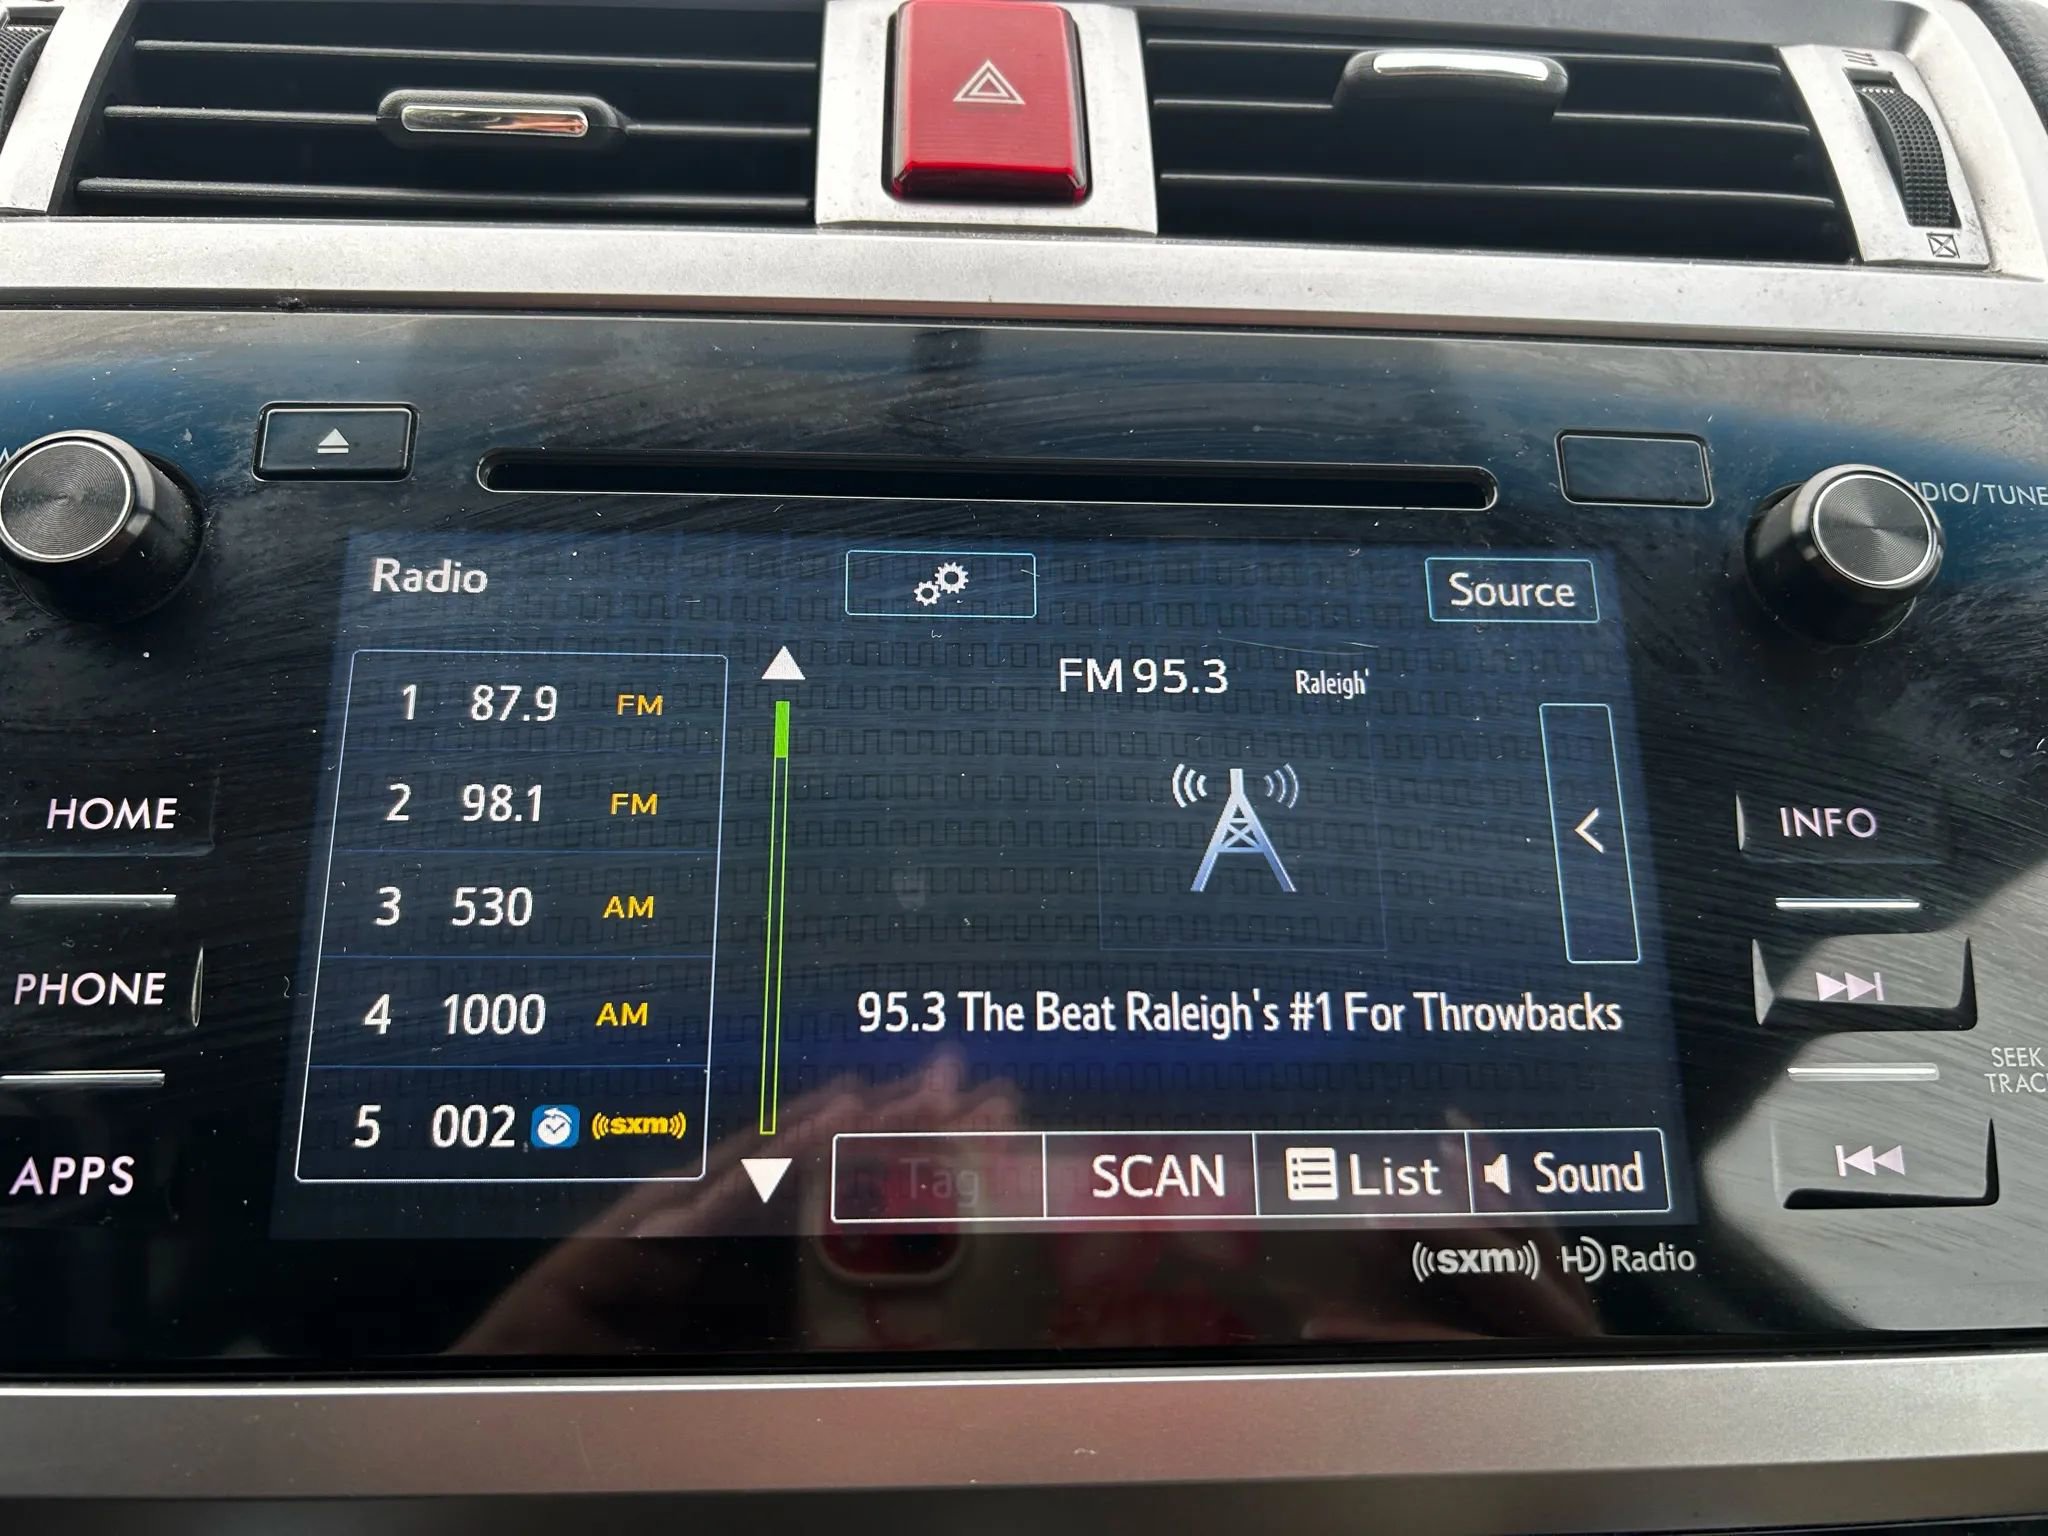 Radio
Source
1 87.9 FM
2 98.1 FM
3 530 AM
4 1000 AM
5 002 sxm
FM 95.3 Raleigh'
95.3 The Beat Raleigh's #1 For Throwbacks
Tag SCAN List Sound
sxm HD Radio
HOME
PHONE
APPS
INFO
SEEK